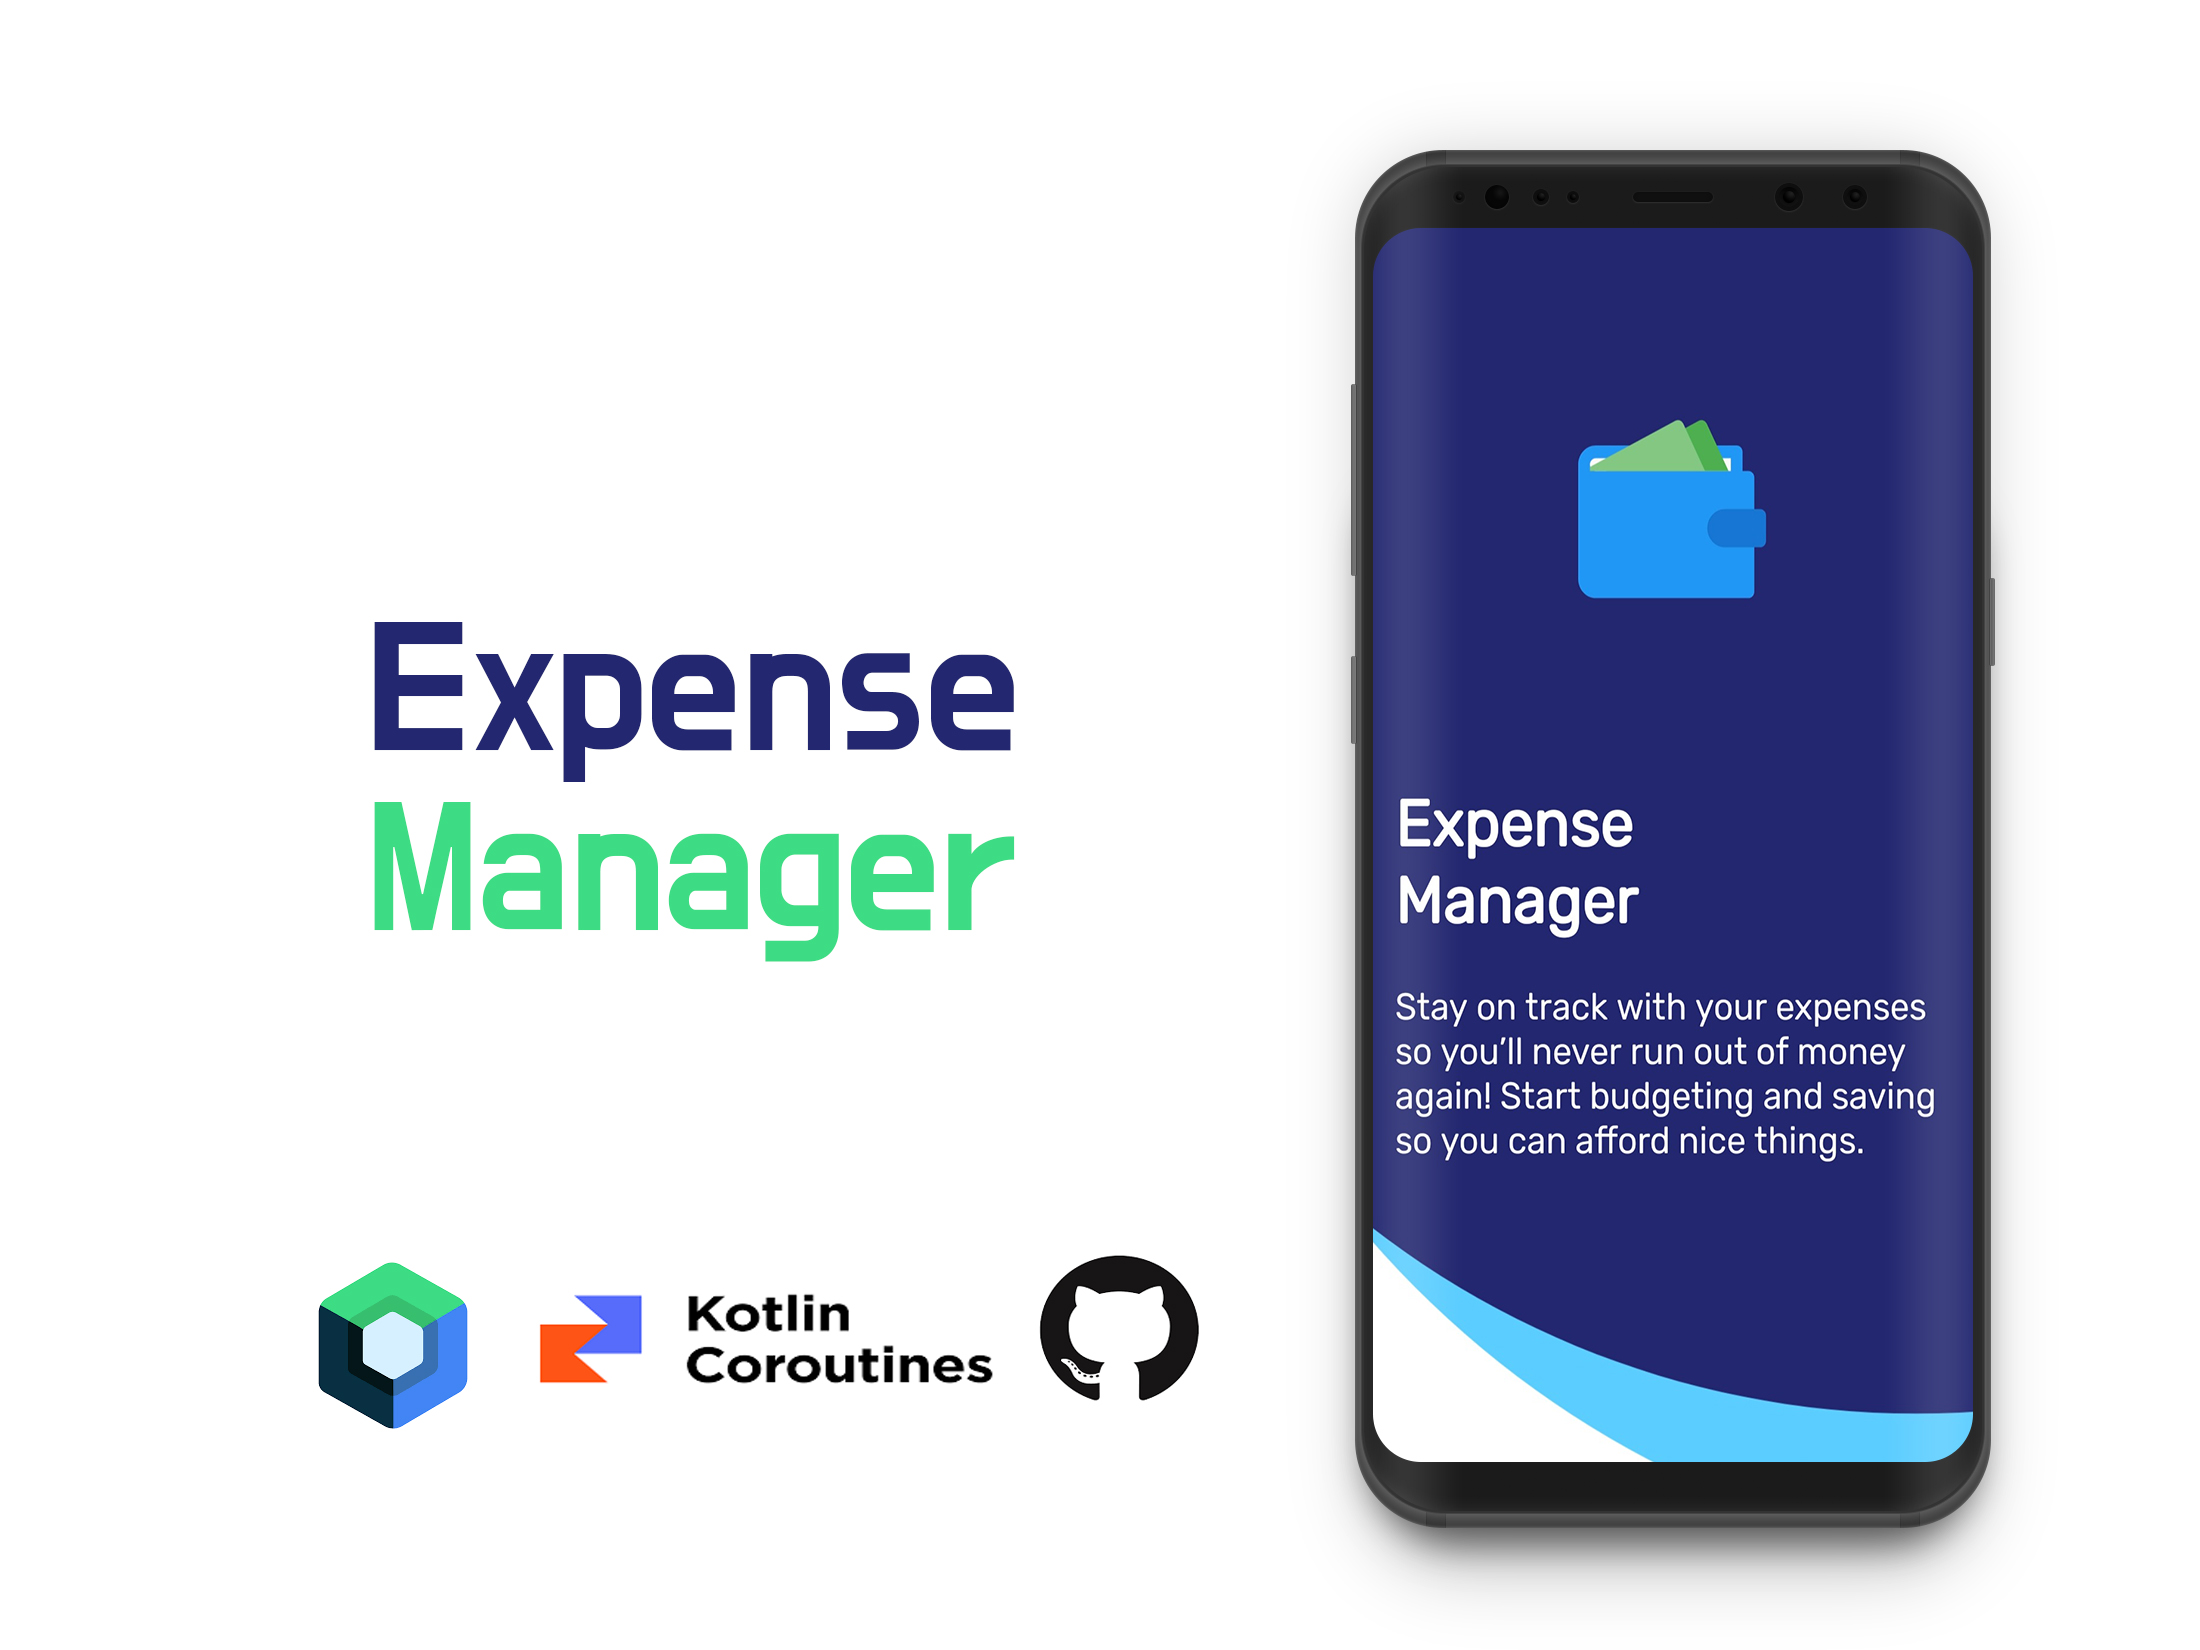 Expense
Manager
Kotlin
Coroutines
Expense
Manager
Stay on track with your expenses
so you’ll never run out of money
again! Start budgeting and saving
so you can afford nice things.